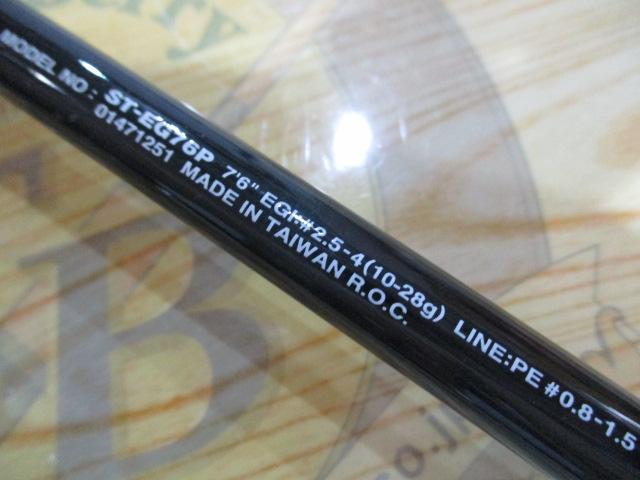 MODEL NO : ST-EG76P 7'6" EGI:#2.5-4(10-28g) LINE:PE #0.8-1.5
01471251 MADE IN TAIWAN R.O.C.
B